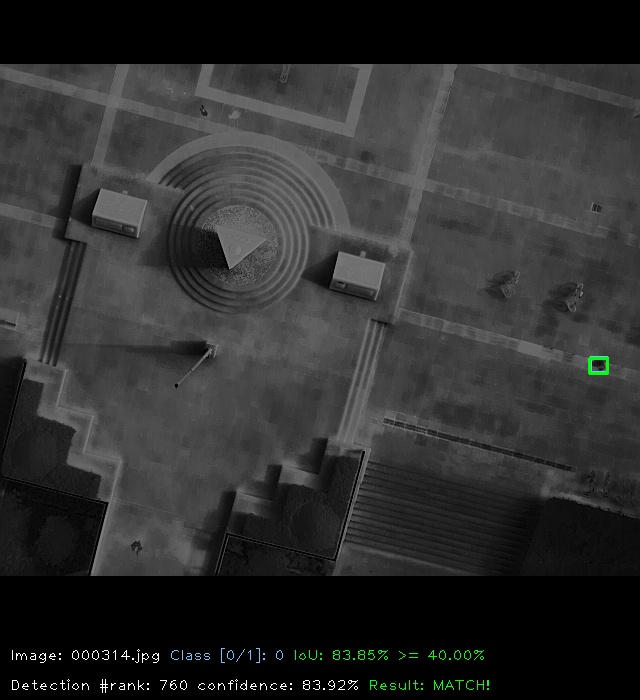 Image: 000314.jpg Class [0/1]: 0 IoU: 83.85% >= 40.00%
Detection #rank: 760 confidence: 83.92% Result: MATCH!